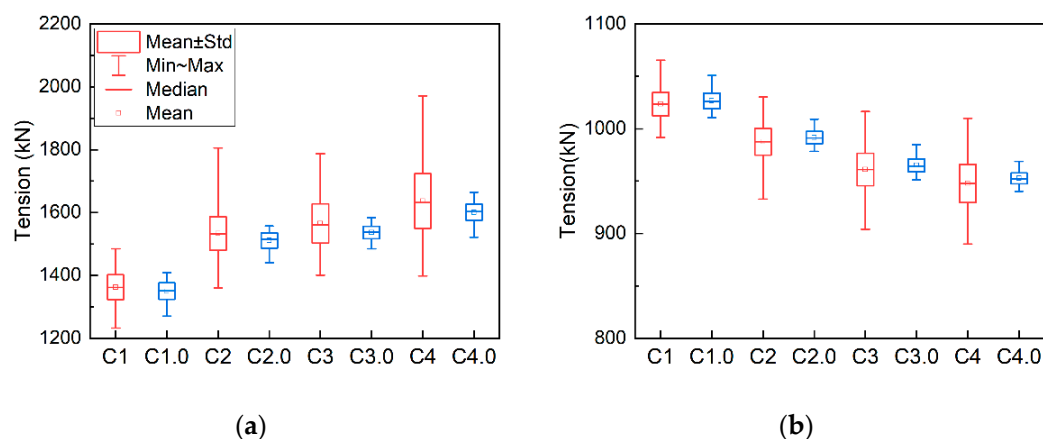 2200
2000
1800
1600
1400
1200
Tension (kN)
Mean±Std
Min~Max
Median
Mean
C1 C1.0 C2 C2.0 C3 C3.0 C4 C4.0
(a)
1100
1000
900
800
Tension(kN)
C1 C1.0 C2 C2.0 C3 C3.0 C4 C4.0
(b)